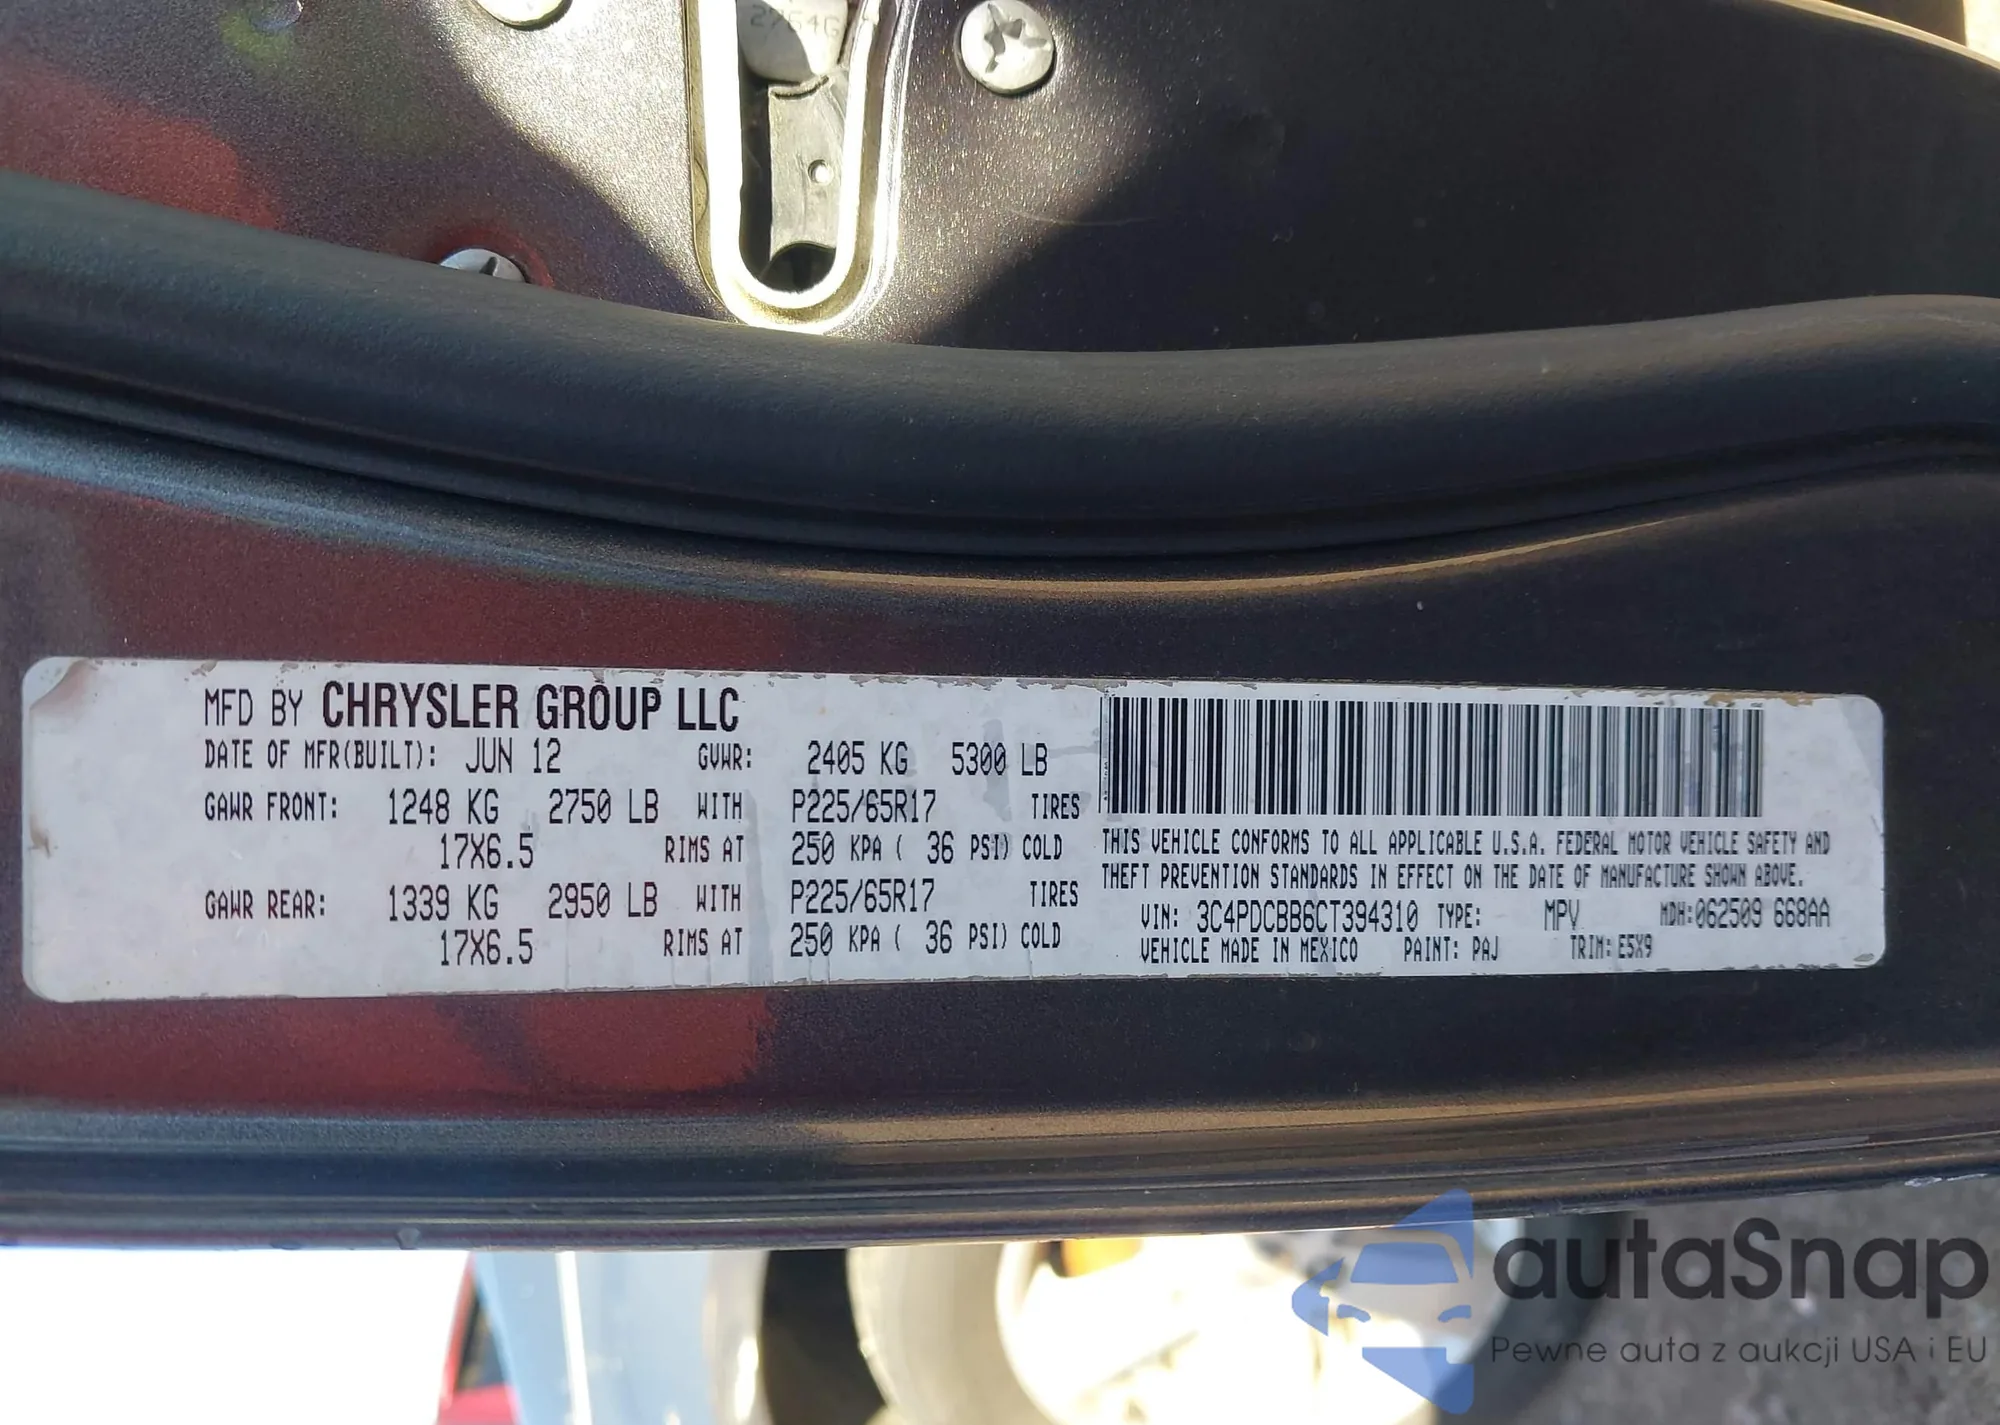 2764G
MFD BY CHRYSLER GROUP LLC
DATE OF MFR(BUILT): JUN 12 GVWR: 2405 KG 5300 LB
GAWR FRONT: 1248 KG 2750 LB WITH P225/65R17 TIRES
17X6.5 RIMS AT 250 KPA ( 36 PSI) COLD
GAWR REAR: 1339 KG 2950 LB WITH P225/65R17 TIRES
17X6.5 RIMS AT 250 KPA ( 36 PSI) COLD
THIS VEHICLE CONFORMS TO ALL APPLICABLE U.S.A. FEDERAL MOTOR VEHICLE SAFETY AND
THEFT PREVENTION STANDARDS IN EFFECT ON THE DATE OF MANUFACTURE SHOWN ABOVE.
VIN: 3C4PDCBB6CT394310 TYPE: MPV MDH:062509 668AA
VEHICLE MADE IN MEXICO PAINT: PAJ TRIM: E5X9
autaSnap
Pewne auta z aukcji USA i EU